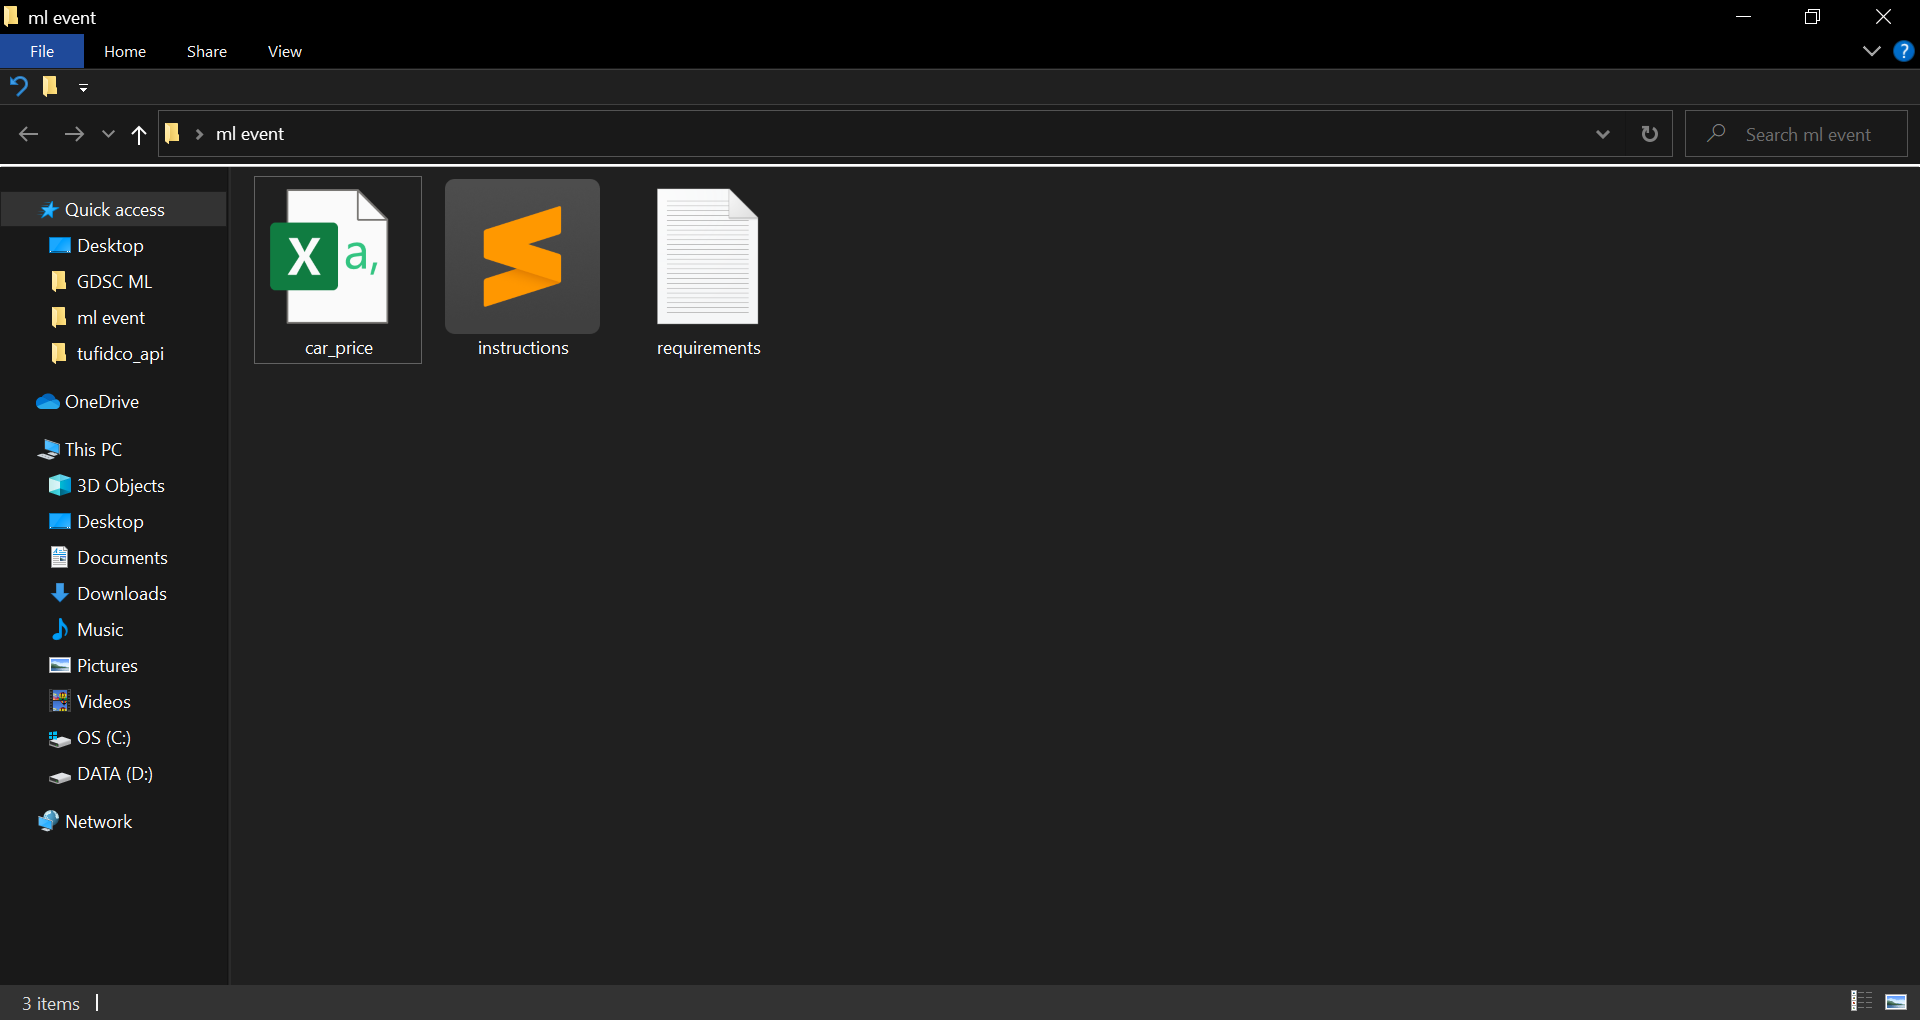 ml event
File Home Share View
ml event
Search ml event
Quick access
Desktop
GDSC ML
ml event
tufidco_api
OneDrive
This PC
3D Objects
Desktop
Documents
Downloads
Music
Pictures
Videos
OS (C:)
DATA (D:)
Network
X a,
car_price instructions requirements
3 items